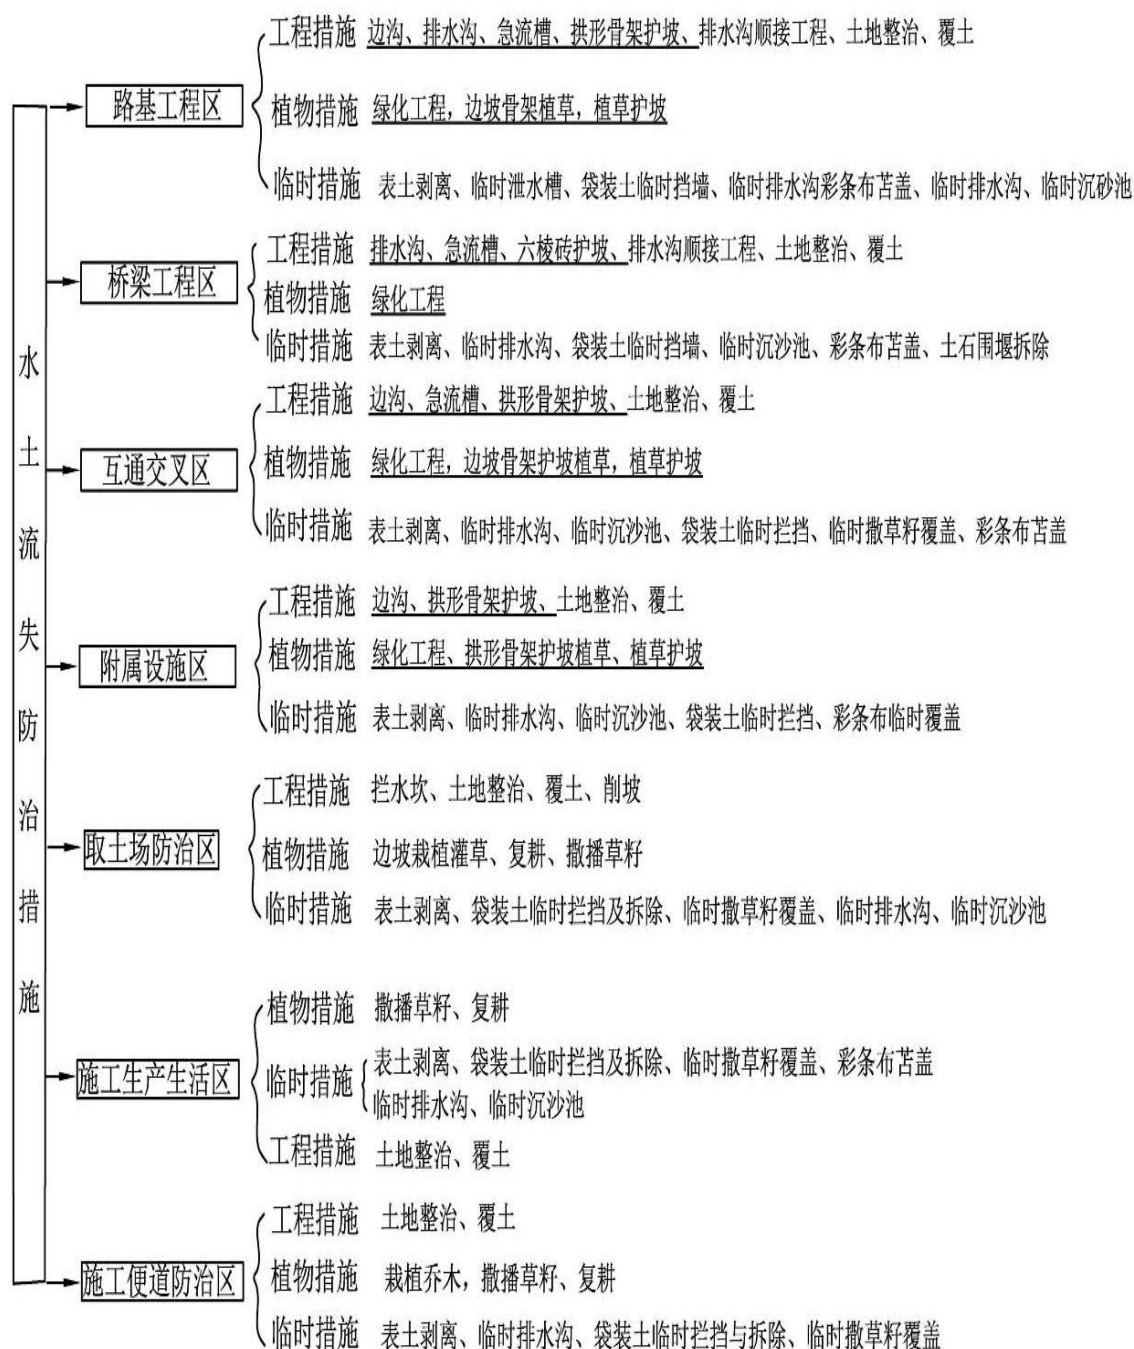 水土流失防治措施
路基工程区
工程措施 边沟、排水沟、急流槽、拱形骨架护坡、排水沟顺接工程、土地整治、覆土
植物措施 绿化工程，边坡骨架植草，植草护坡
临时措施 表土剥离、临时泄水槽、袋装土临时挡墙、临时排水沟彩条布苫盖、临时排水沟、临时沉砂池
桥梁工程区
工程措施 排水沟、急流槽、六棱砖护坡、排水沟顺接工程、土地整治、覆土
植物措施 绿化工程
临时措施 表土剥离、临时排水沟、袋装土临时挡墙、临时沉沙池、彩条布苫盖、土石围堰拆除
互通交叉区
工程措施 边沟、急流槽、拱形骨架护坡、土地整治、覆土
植物措施 绿化工程，边坡骨架护坡植草，植草护坡
临时措施 表土剥离、临时排水沟、临时沉沙池、袋装土临时拦挡、临时撒草籽覆盖、彩条布苫盖
附属设施区
工程措施 边沟、拱形骨架护坡、土地整治、覆土
植物措施 绿化工程、拱形骨架护坡植草、植草护坡
临时措施 表土剥离、临时排水沟、临时沉沙池、袋装土临时拦挡、彩条布临时覆盖
取土场防治区
工程措施 拦水坎、土地整治、覆土、削坡
植物措施 边坡栽植灌草、复耕、撒播草籽
临时措施 表土剥离、袋装土临时拦挡及拆除、临时撒草籽覆盖、临时排水沟、临时沉沙池
施工生产生活区
植物措施 撒播草籽、复耕
临时措施 表土剥离、袋装土临时拦挡及拆除、临时撒草籽覆盖、彩条布苫盖
临时排水沟、临时沉沙池
工程措施 土地整治、覆土
施工便道防治区
工程措施 土地整治、覆土
植物措施 栽植乔木，撒播草籽、复耕
临时措施 表土剥离、临时排水沟、袋装土临时拦挡与拆除、临时撒草籽覆盖